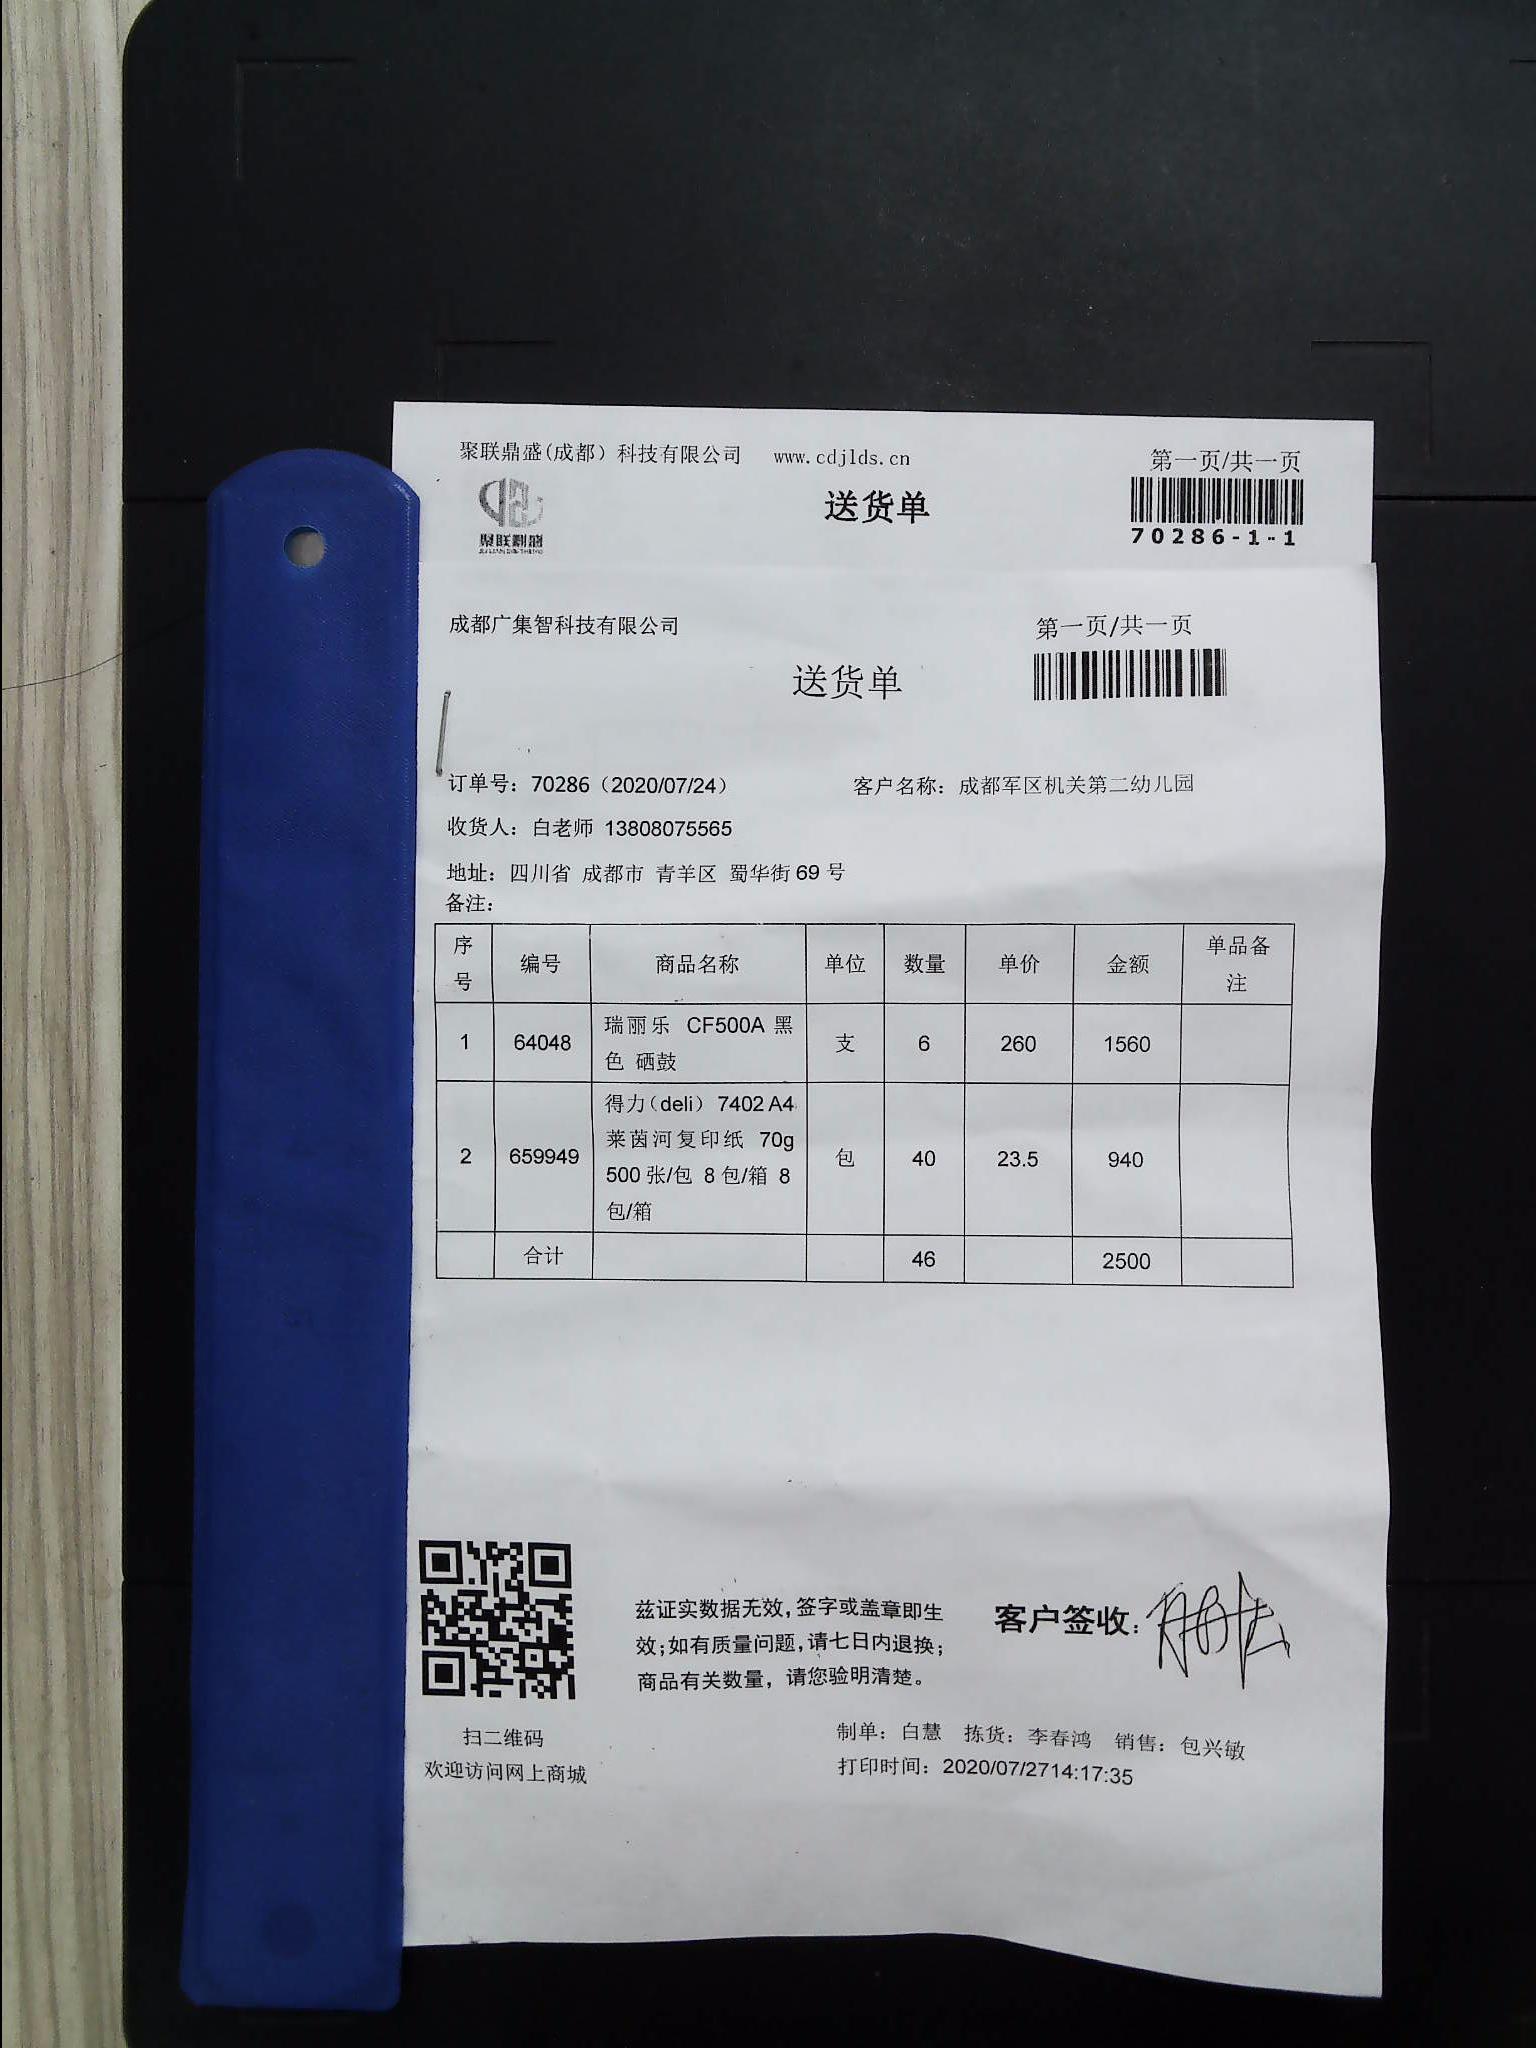 聚联鼎盛(成都）科技有限公司 www.cdjlds.cn
第一页/共一页
送货单
聚联鼎盛
70286-1-1
成都广集智科技有限公司
第一页/共一页
送货单
订单号：70286（2020/07/24） 客户名称：成都军区机关第二幼儿园
收货人：白老师 13808075565
地址：四川省 成都市 青羊区 蜀华街 69 号
备注：
序号 编号 商品名称 单位 数量 单价 金额 单品备注
1 64048 瑞丽乐 CF500A 黑色 硒鼓 支 6 260 1560
2 659949 得力（deli） 7402 A4 莱茵河复印纸 70g 500 张/包 8 包/箱 8 包/箱 包 40 23.5 940
合计 46 2500
兹证实数据无效，签字或盖章即生
效；如有质量问题，请七日内退换；
商品有关数量，请您验明清楚。
客户签收：
扫二维码
欢迎访问网上商城
制单：白慧 拣货：李春鸿 销售：包兴敏
打印时间：2020/07/2714:17:35